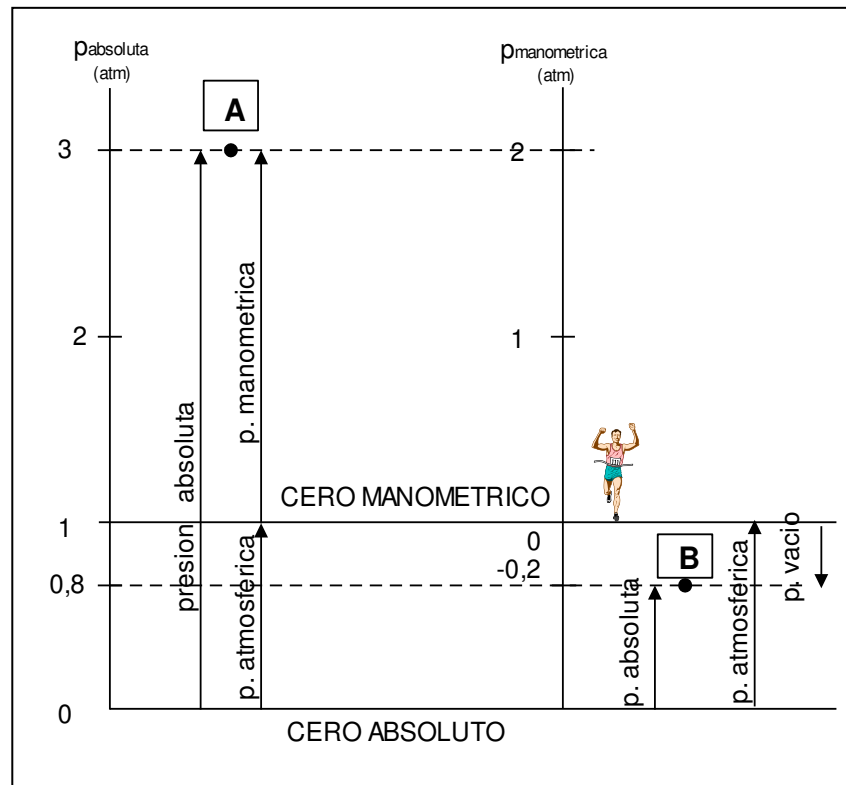 pabsoluta
(atm)
pmanometrica
(atm)
A
3
2
p. manometrica
2
1
presion absoluta
CERO MANOMETRICO
1
0
-0,2
B
0,8
p. atmosferica
p. absoluta
p. atmosferica
p. vacio
0
CERO ABSOLUTO